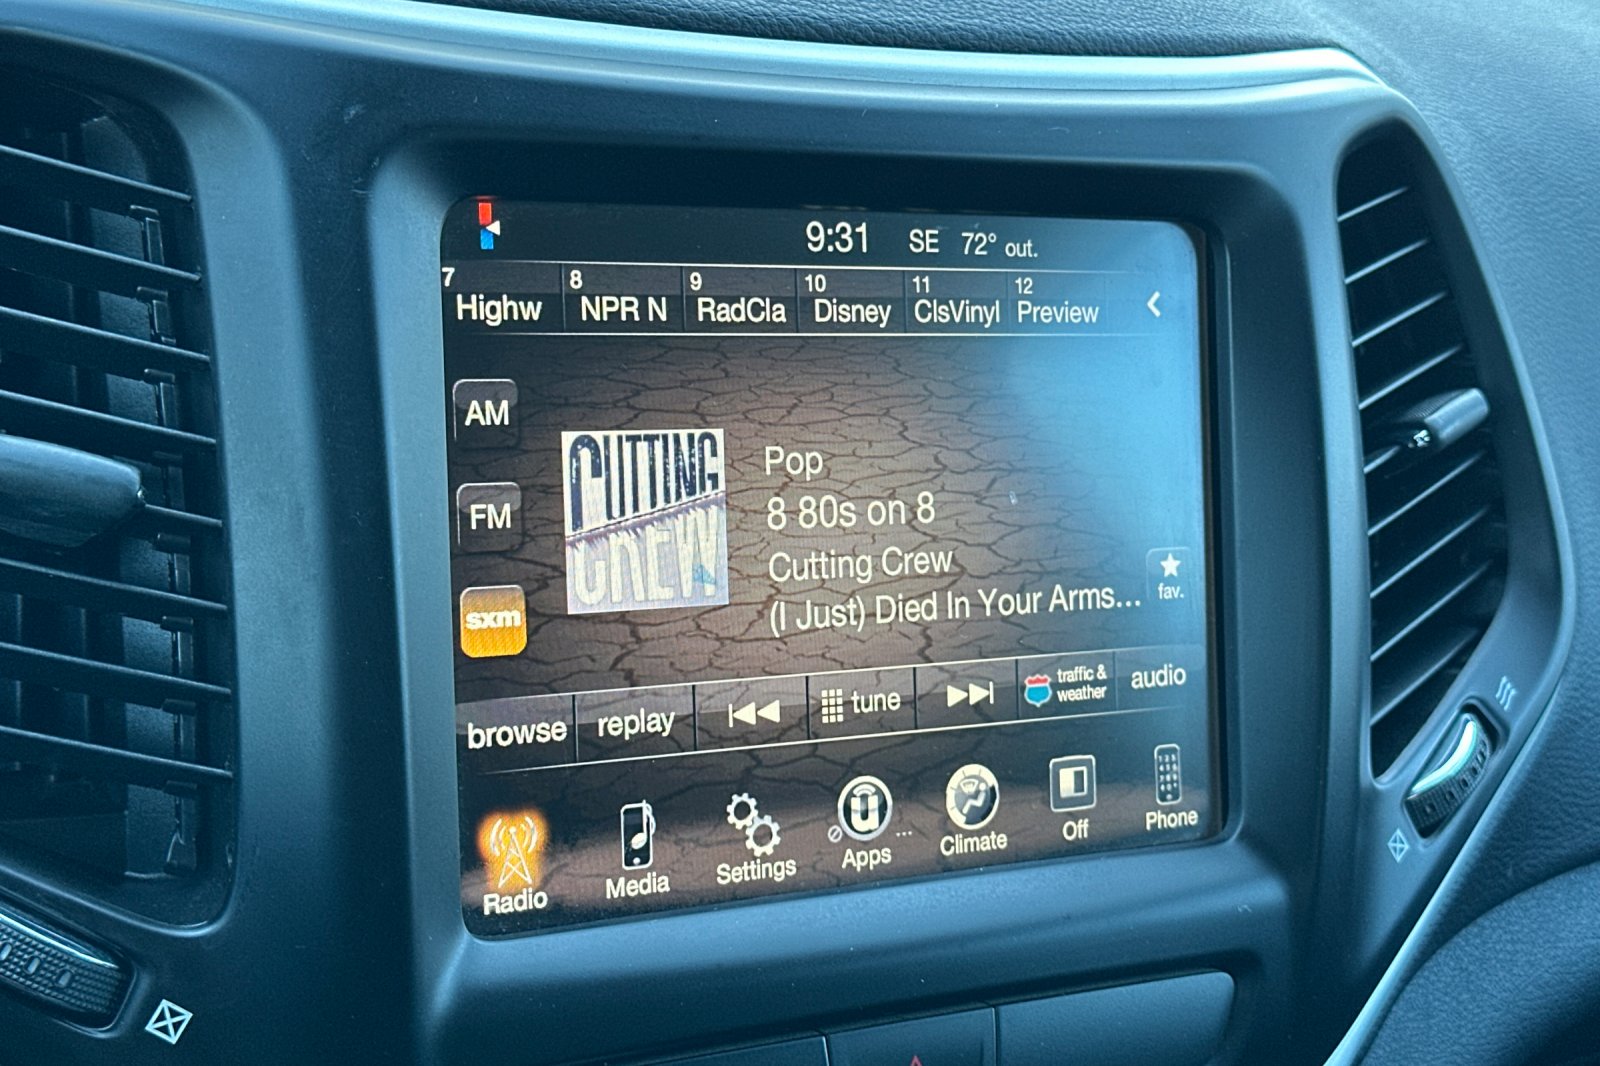 9:31 SE 72° out.
7 8 9 10 11 12
Highw NPR N RadCla Disney ClsVinyl Preview
AM
FM
sxm
CUTTING
CREW
Pop
8 80s on 8
Cutting Crew
(I Just) Died In Your Arms...
fav.
browse replay tune traffic & weather audio
Radio Media Settings Apps ... Climate Off Phone